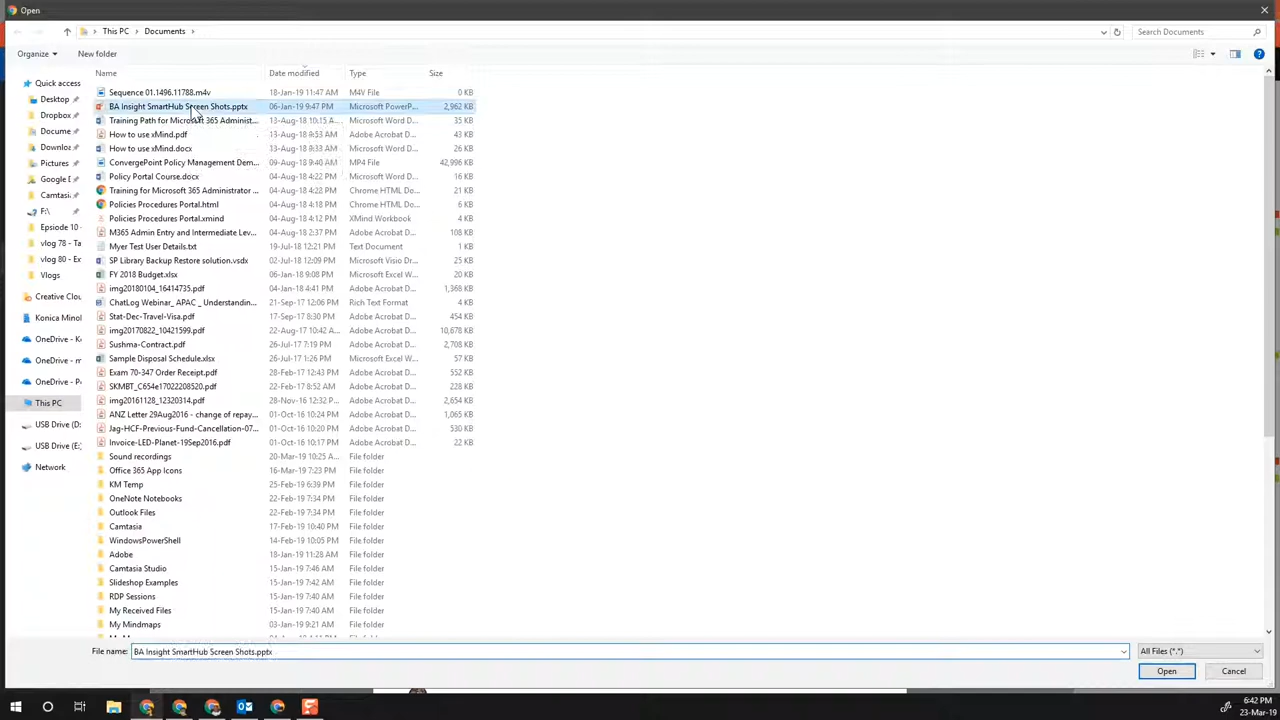 Open
This PC > Documents >
Search Documents
Organize
New folder
Name Date modified Type Size
Quick access
Desktop
Dropbox
Docume
Downloa
Pictures
Google D
Camtasi
F:\
Epsiode 10 -
vlog 78 - Ta
vlog 80 - Ex
Vlogs
Creative Clou
Konica Minol
OneDrive - K
OneDrive - m
OneDrive - P
This PC
USB Drive (D:
USB Drive (E:
Network
Sequence 01.1496.11788.m4v 18-Jan-19 11:47 AM M4V File 0 KB
BA Insight SmartHub Screen Shots.pptx 06-Jan-19 9:47 PM Microsoft PowerP... 2,962 KB
Training Path for Microsoft 365 Administ... 13-Aug-18 10:15 A... Microsoft Word D... 35 KB
How to use xMind.pdf 13-Aug-18 9:53 AM Adobe Acrobat D... 43 KB
How to use xMind.docx 13-Aug-18 9:33 AM Microsoft Word D... 26 KB
ConvergePoint Policy Management Dem... 09-Aug-18 9:40 AM MP4 File 42,996 KB
Policy Portal Course.docx 04-Aug-18 4:22 PM Microsoft Word D... 16 KB
Training for Microsoft 365 Administrator ... 04-Aug-18 4:28 PM Chrome HTML Do... 21 KB
Policies Procedures Portal.html 04-Aug-18 4:28 PM Chrome HTML Do... 6 KB
Policies Procedures Portal.xmind 04-Aug-18 4:12 PM XMind Workbook 4 KB
M365 Admin Entry and Intermediate Lev... 04-Aug-18 2:37 PM Adobe Acrobat D... 108 KB
Myer Test User Details.txt 19-Jul-18 12:21 PM Text Document 1 KB
SP Library Backup Restore solution.vsdx 02-Jul-18 12:09 PM Microsoft Visio Dr... 25 KB
FY 2018 Budget.xlsx 06-Jan-18 9:08 PM Microsoft Excel W... 20 KB
img20180104_16414735.pdf 04-Jan-18 4:41 PM Adobe Acrobat D... 1,368 KB
ChatLog Webinar_ APAC _ Understandin... 21-Sep-17 12:06 PM Rich Text Format 4 KB
Stat-Dec-Travel-Visa.pdf 17-Sep-17 8:30 PM Adobe Acrobat D... 454 KB
img20170822_10421599.pdf 22-Aug-17 10:42 A... Adobe Acrobat D... 10,678 KB
Sushma-Contract.pdf 26-Jul-17 7:19 PM Adobe Acrobat D... 2,708 KB
Sample Disposal Schedule.xlsx 26-Jul-17 1:26 PM Microsoft Excel W... 57 KB
Exam 70-347 Order Receipt.pdf 28-Feb-17 12:43 PM Adobe Acrobat D... 552 KB
SKMBT_C654e17022208520.pdf 22-Feb-17 8:52 AM Adobe Acrobat D... 228 KB
img20161128_12320314.pdf 28-Nov-16 12:32 P... Adobe Acrobat D... 2,654 KB
ANZ Letter 29Aug2016 - change of repay... 01-Oct-16 10:24 PM Adobe Acrobat D... 1,065 KB
Jag-HCF-Previous-Fund-Cancellation-07... 01-Oct-16 10:20 PM Adobe Acrobat D... 530 KB
Invoice-LED-Planet-19Sep2016.pdf 01-Oct-16 10:17 PM Adobe Acrobat D... 22 KB
Sound recordings 20-Mar-19 10:25 A... File folder
Office 365 App Icons 16-Mar-19 7:23 PM File folder
KM Temp 25-Feb-19 6:39 PM File folder
OneNote Notebooks 22-Feb-19 7:34 PM File folder
Outlook Files 22-Feb-19 7:34 PM File folder
Camtasia 17-Feb-19 10:40 PM File folder
WindowsPowerShell 14-Feb-19 10:05 PM File folder
Adobe 18-Jan-19 11:28 AM File folder
Camtasia Studio 15-Jan-19 7:46 AM File folder
Slideshop Examples 15-Jan-19 7:42 AM File folder
RDP Sessions 15-Jan-19 7:40 AM File folder
My Received Files 15-Jan-19 7:40 AM File folder
My Mindmaps 03-Jan-19 9:21 AM File folder
File name: BA Insight SmartHub Screen Shots.pptx
All Files (*.*)
Open
Cancel
6:42 PM
23-Mar-19